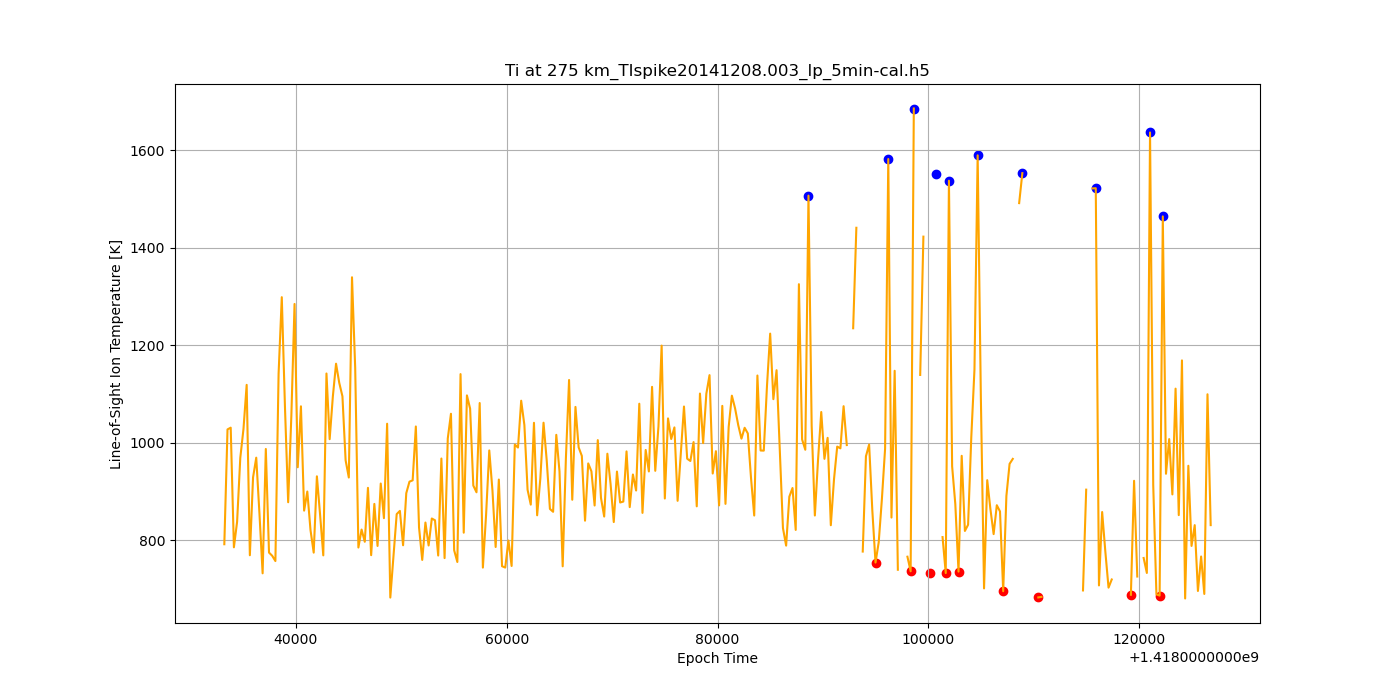 Ti at 275 km_TIspike20141208.003_lp_5min-cal.h5
Line-of-Sight Ion Temperature [K]
1600
1400
1200
1000
800
40000 60000 80000 100000 120000
Epoch Time
+1.4180000000e9